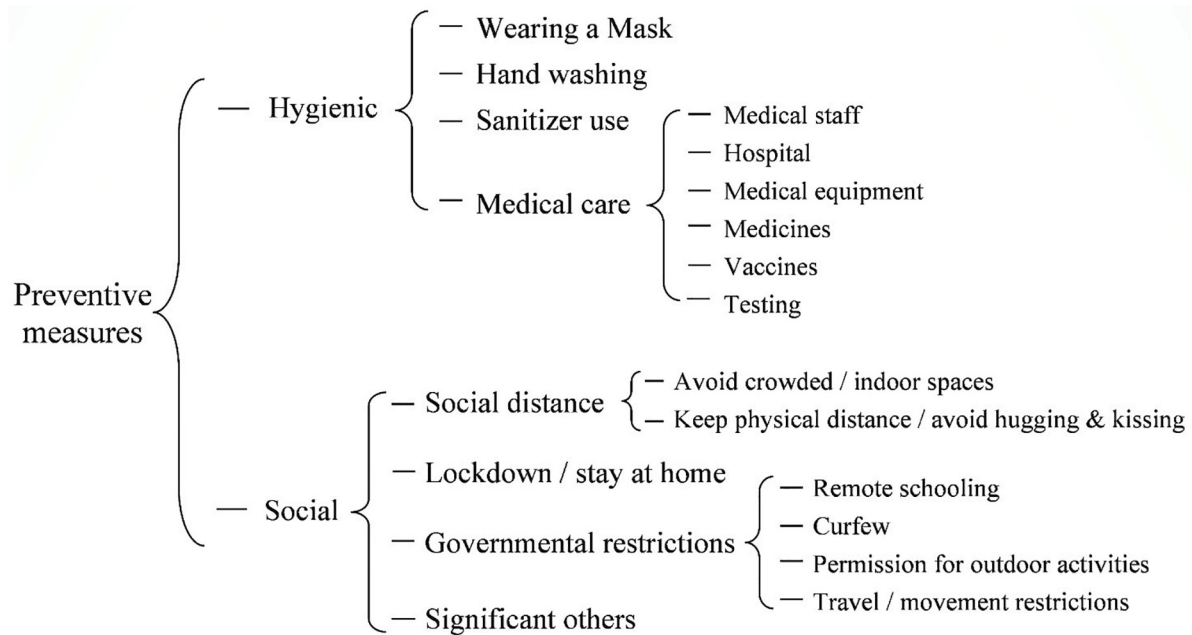 Preventive
measures
— Hygienic
— Wearing a Mask
— Hand washing
— Sanitizer use
— Medical care
— Medical staff
— Hospital
— Medical equipment
— Medicines
— Vaccines
— Testing
— Social
— Social distance
— Avoid crowded / indoor spaces
— Keep physical distance / avoid hugging & kissing
— Lockdown / stay at home
— Governmental restrictions
— Remote schooling
— Curfew
— Permission for outdoor activities
— Travel / movement restrictions
— Significant others